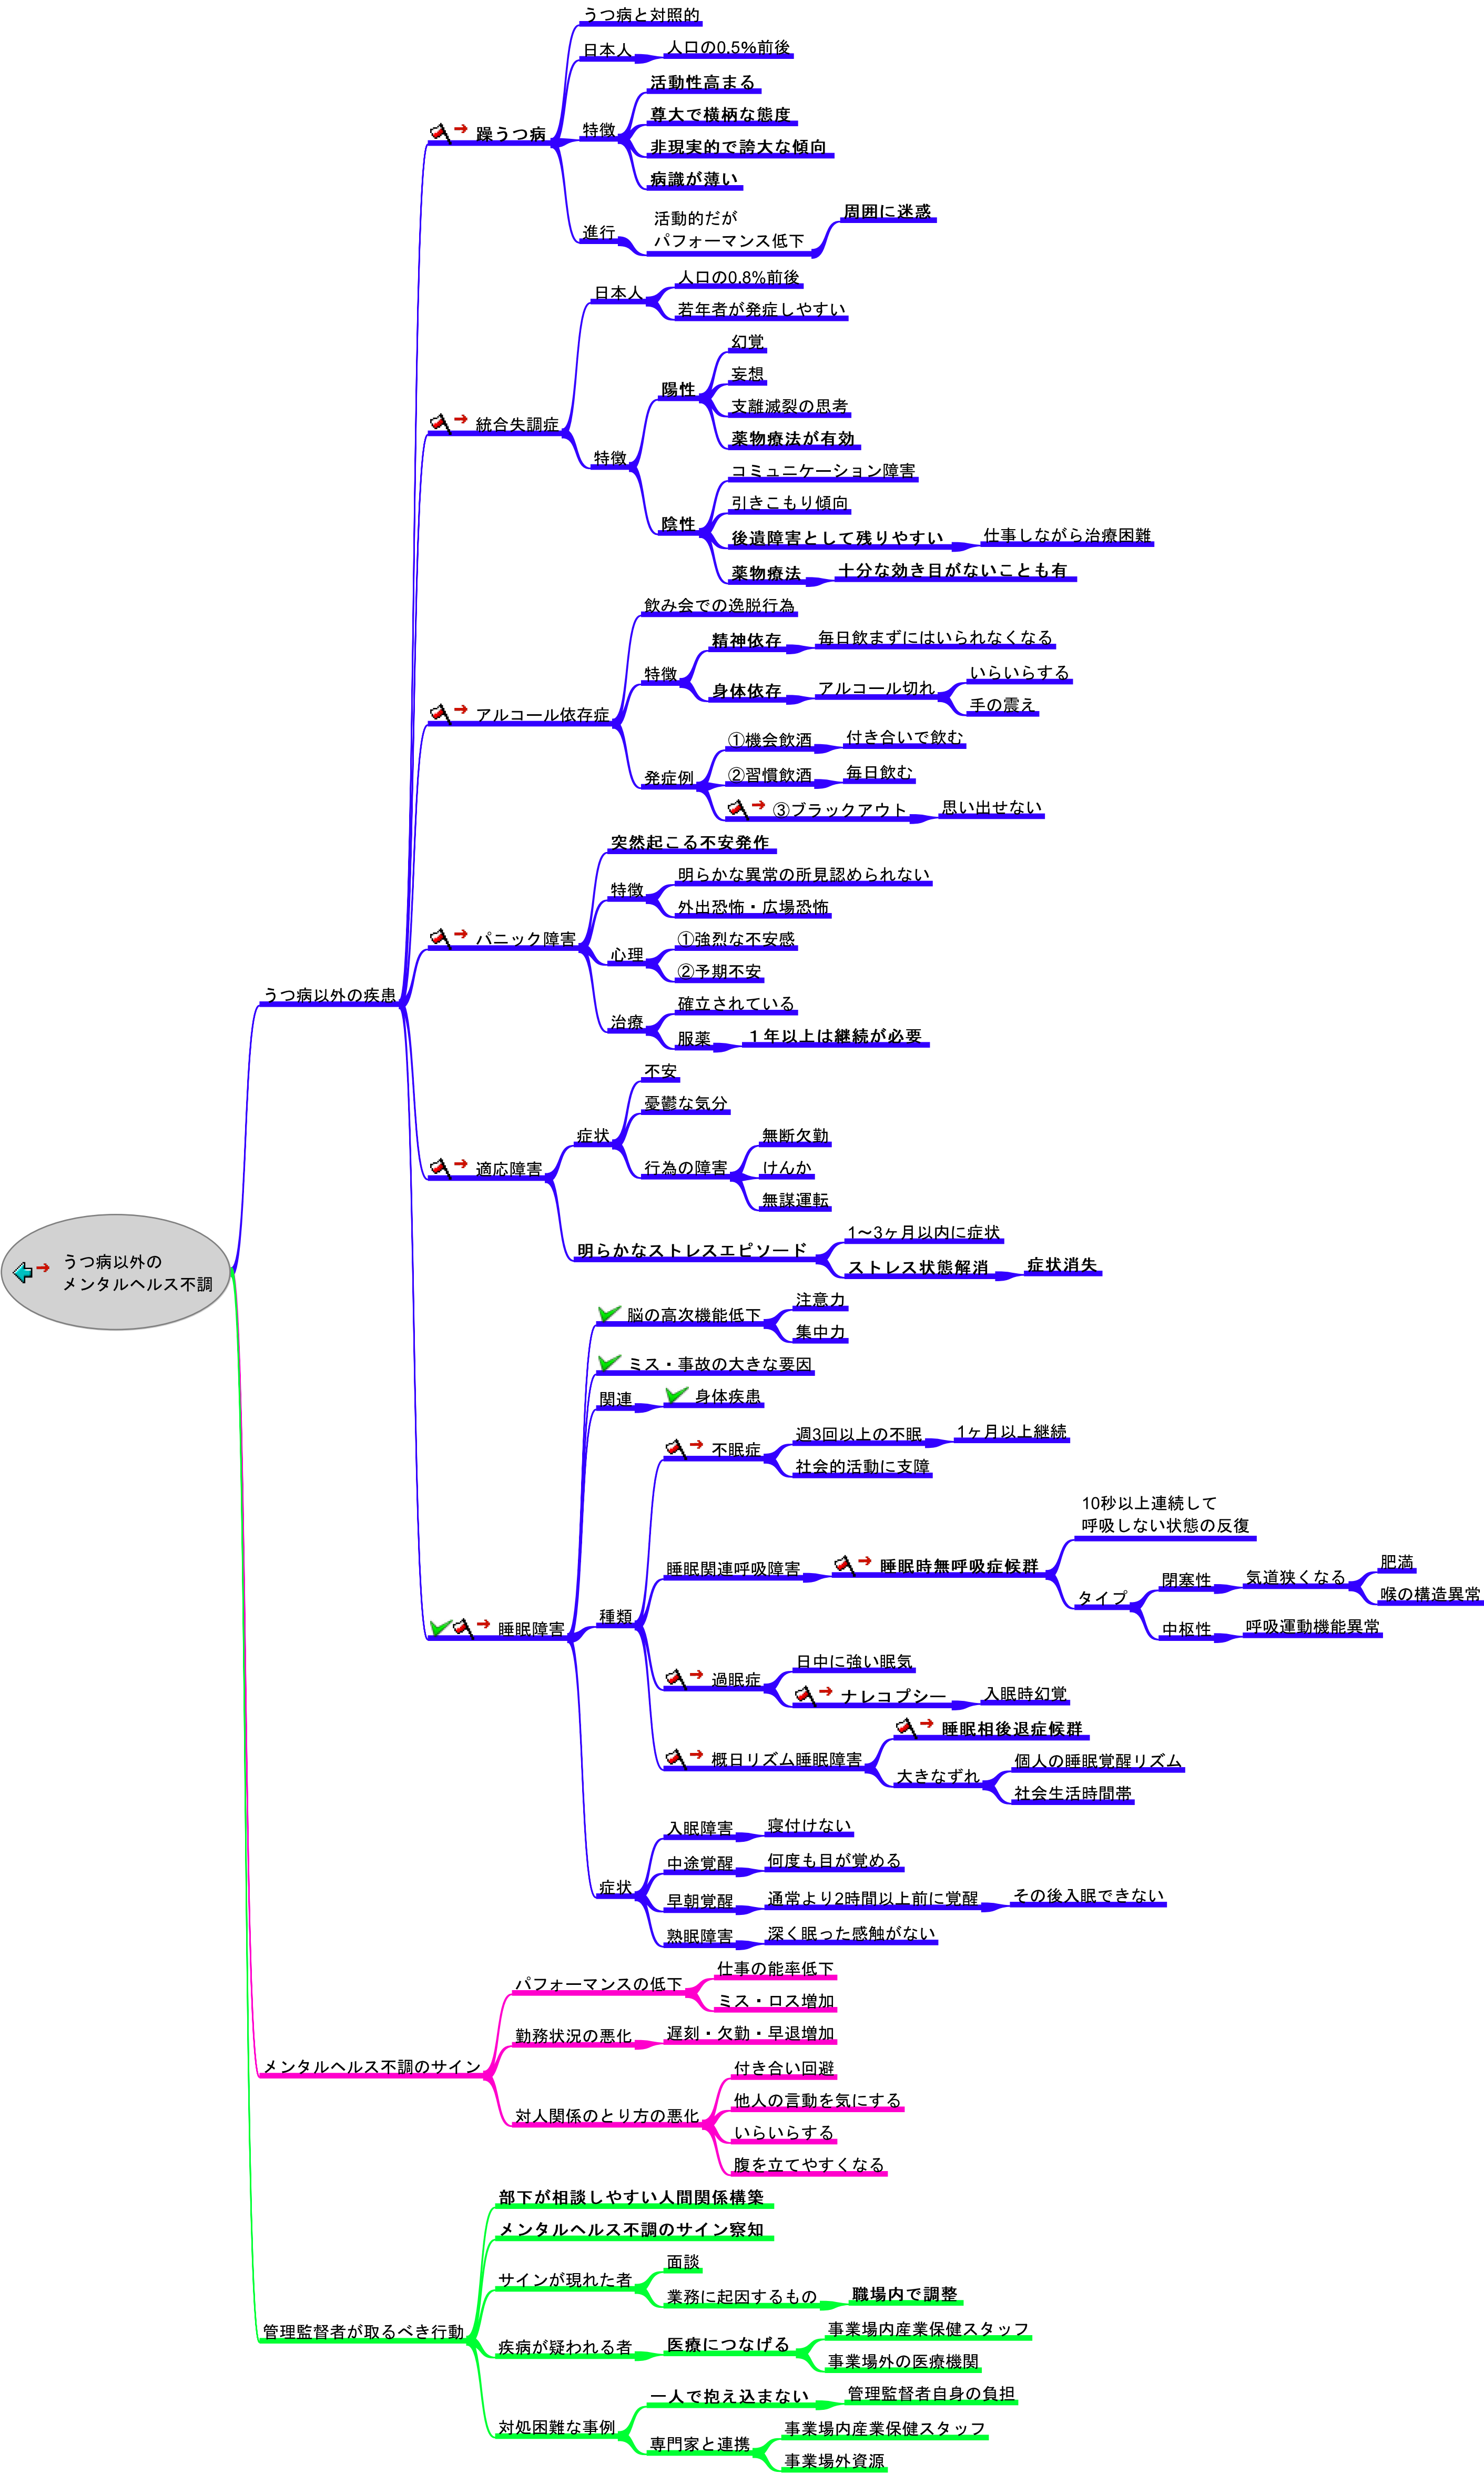 うつ病以外の
メンタルヘルス不調
うつ病以外の疾患
躁うつ病
うつ病と対照的
日本人
人口の0.5%前後
特徴
活動性高まる
尊大で横柄な態度
非現実的で誇大な傾向
病識が薄い
進行
活動的だが
パフォーマンス低下
周囲に迷惑
統合失調症
日本人
人口の0.8%前後
若年者が発症しやすい
特徴
陽性
幻覚
妄想
支離滅裂の思考
薬物療法が有効
陰性
コミュニケーション障害
引きこもり傾向
後遺障害として残りやすい
仕事しながら治療困難
薬物療法
十分な効き目がないことも有
アルコール依存症
飲み会での逸脱行為
特徴
精神依存
毎日飲まずにはいられなくなる
身体依存
アルコール切れ
いらいらする
手の震え
発症例
①機会飲酒
付き合いで飲む
②習慣飲酒
毎日飲む
③ブラックアウト
思い出せない
パニック障害
突然起こる不安発作
特徴
明らかな異常の所見認められない
外出恐怖・広場恐怖
心理
①強烈な不安感
②予期不安
治療
確立されている
服薬
１年以上は継続が必要
適応障害
症状
不安
憂鬱な気分
行為の障害
無断欠勤
けんか
無謀運転
明らかなストレスエピソード
1～3ヶ月以内に症状
ストレス状態解消
症状消失
睡眠障害
脳の高次機能低下
注意力
集中力
ミス・事故の大きな要因
関連
身体疾患
種類
不眠症
週3回以上の不眠
1ヶ月以上継続
社会的活動に支障
睡眠関連呼吸障害
睡眠時無呼吸症候群
10秒以上連続して
呼吸しない状態の反復
タイプ
閉塞性
気道狭くなる
肥満
喉の構造異常
中枢性
呼吸運動機能異常
過眠症
日中に強い眠気
ナレコプシー
入眠時幻覚
概日リズム睡眠障害
睡眠相後退症候群
大きなずれ
個人の睡眠覚醒リズム
社会生活時間帯
症状
入眠障害
寝付けない
中途覚醒
何度も目が覚める
早朝覚醒
通常より2時間以上前に覚醒
その後入眠できない
熟眠障害
深く眠った感触がない
メンタルヘルス不調のサイン
パフォーマンスの低下
仕事の能率低下
ミス・ロス増加
勤務状況の悪化
遅刻・欠勤・早退増加
対人関係のとり方の悪化
付き合い回避
他人の言動を気にする
いらいらする
腹を立てやすくなる
管理監督者が取るべき行動
部下が相談しやすい人間関係構築
メンタルヘルス不調のサイン察知
サインが現れた者
面談
業務に起因するもの
職場内で調整
疾病が疑われる者
医療につなげる
事業場内産業保健スタッフ
事業場外の医療機関
対処困難な事例
一人で抱え込まない
管理監督者自身の負担
専門家と連携
事業場内産業保健スタッフ
事業場外資源